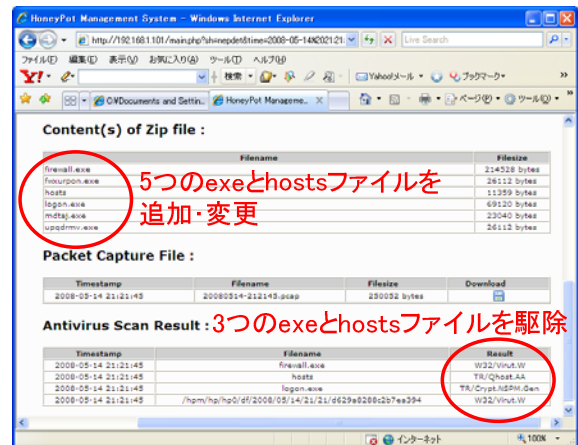 HoneyPot Management System - Windows Internet Explorer
http://192.168.1.101/main.php?sh=nepdet&time=2008-05-14%2021:21:
Live Search
ファイル(F) 編集(E) 表示(V) お気に入り(A) ツール(T) ヘルプ(H)
Y! 検索 Yahoo!メール ブックマーク
C:¥Documents and Settin... HoneyPot Manageme... ページ(P) ツール(O)
Content(s) of Zip file :
Filename Filesize
firewall.exe 214528 bytes
fwxurpon.exe 26112 bytes
hosts 11359 bytes
logon.exe 69120 bytes
mdtaj.exe 23040 bytes
upqdrmv.exe 26112 bytes
5つのexeとhostsファイルを
追加・変更
Packet Capture File :
Timestamp Filename Filesize Download
2008-05-14 21:21:45 20080514-212145.pcap 250052 bytes
Antivirus Scan Result :
3つのexeとhostsファイルを駆除
Timestamp Filename Result
2008-05-14 21:21:45 firewall.exe W32/Virut.W
2008-05-14 21:21:45 hosts TR/Qhost.AA
2008-05-14 21:21:45 logon.exe TR/Crypt.NSPM.Gen
2008-05-14 21:21:45 /hpm/hp/hp0/df/2008/05/14/21/21/d629a8288c2b7ea394 W32/Virut.W
インターネット 100%